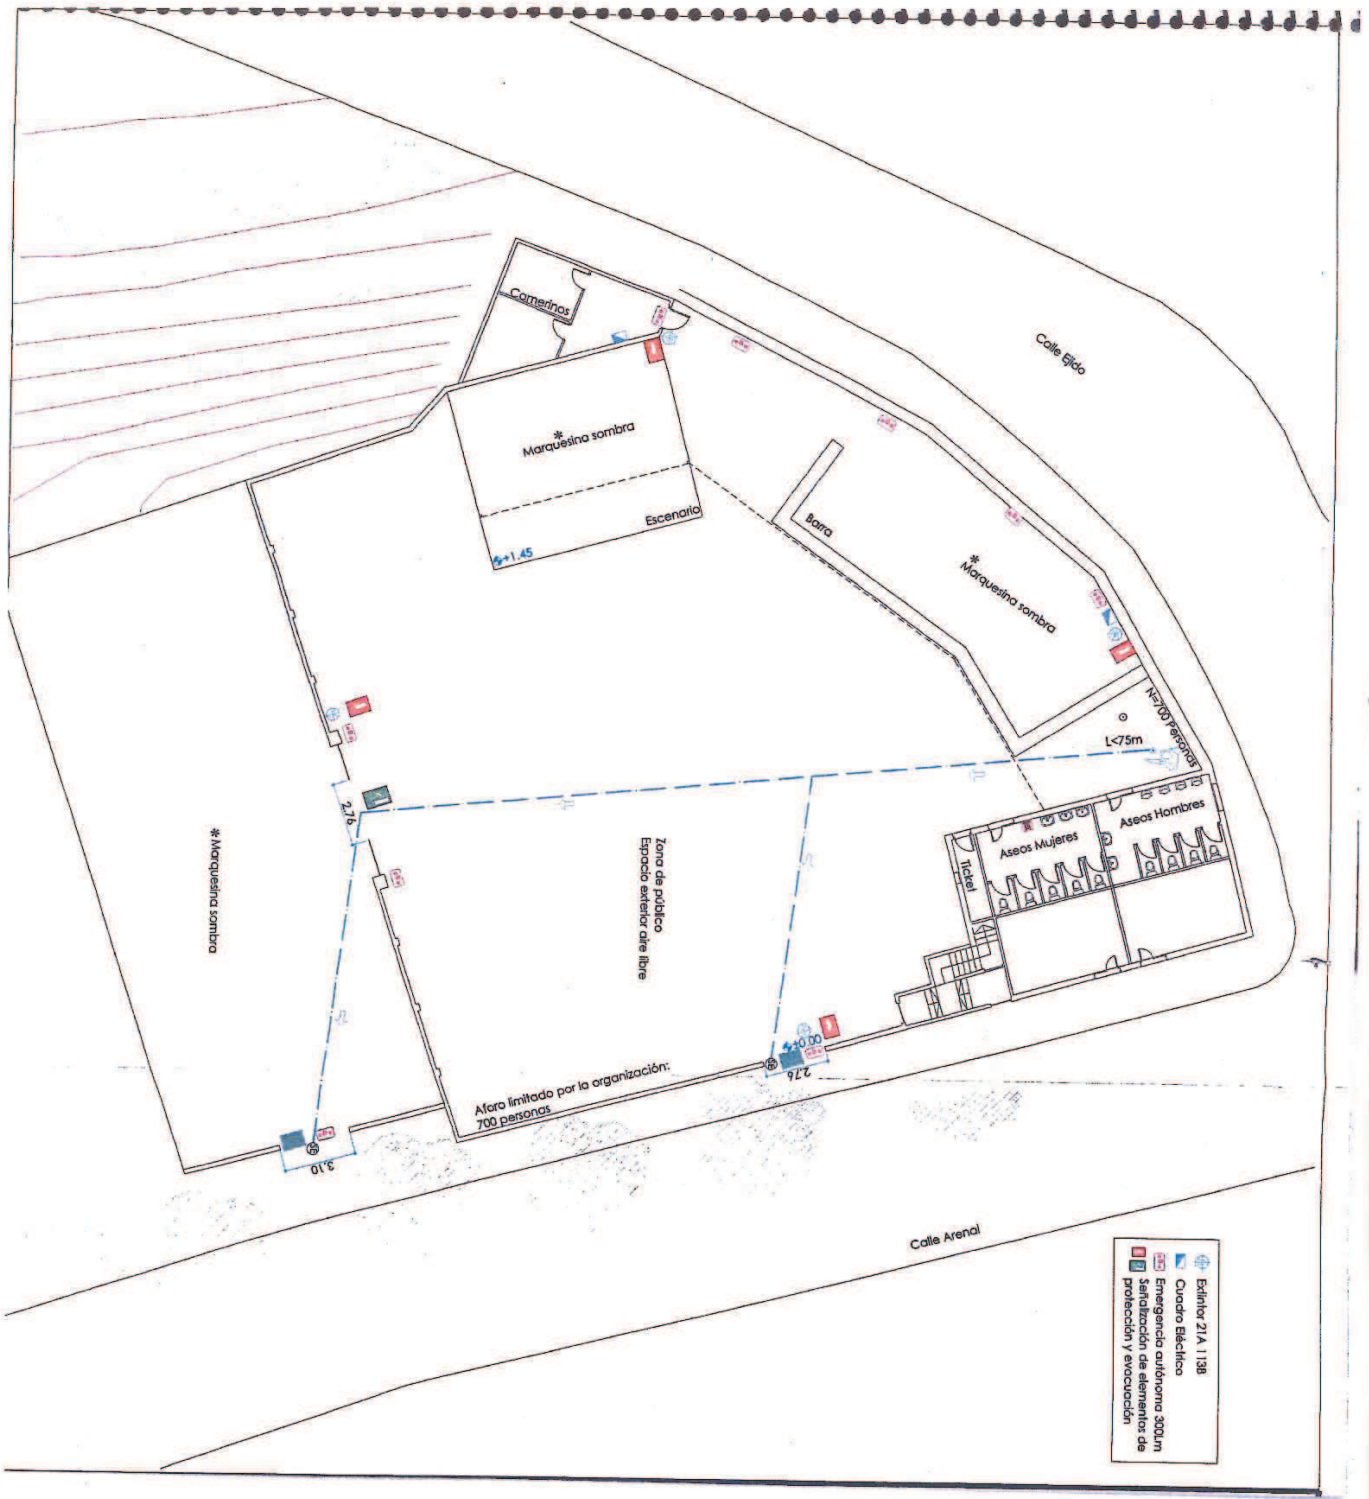 Calle Ejido
Comerinos
*
Marquesina sombra
Escenario
+1.45
Barra
*
Marquesina sombra
N=700 Personas
L<75m
Aseos Hombres
Aseos Mujeres
Ticket
2.76
* Marquesina sombra
Zona de público
Espacio exterior aire libre
±0.00
2.76
Aforo limitado por la organización:
700 personas
3.10
Calle Arenal
Extintor 21A 113B
Cuadro Eléctrico
Emergencia autónoma 300Lm
Señalización de elementos de
protección y evacuación